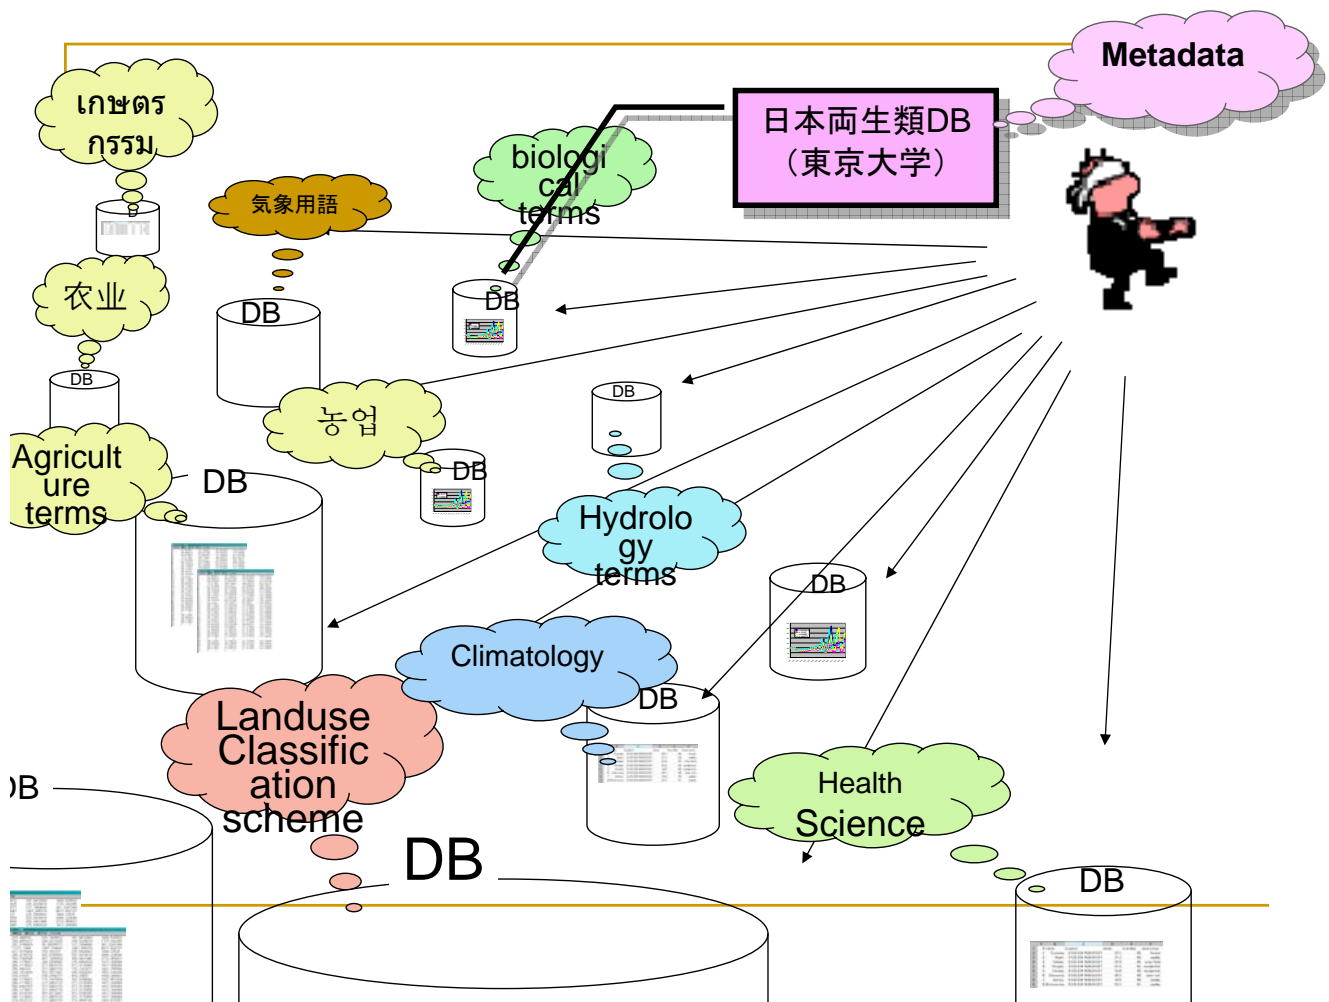 Metadata
日本両生類DB
（東京大学）
เกษตร
กรรม
気象用語
biologi
cal
terms
农业
DB
DB
DB
DB
농업
DB
Agricult
ure
terms
DB
Hydrolo
gy
terms
DB
Climatology
DB
Landuse
Classific
ation
scheme
DB
Health
Science
DB
DB